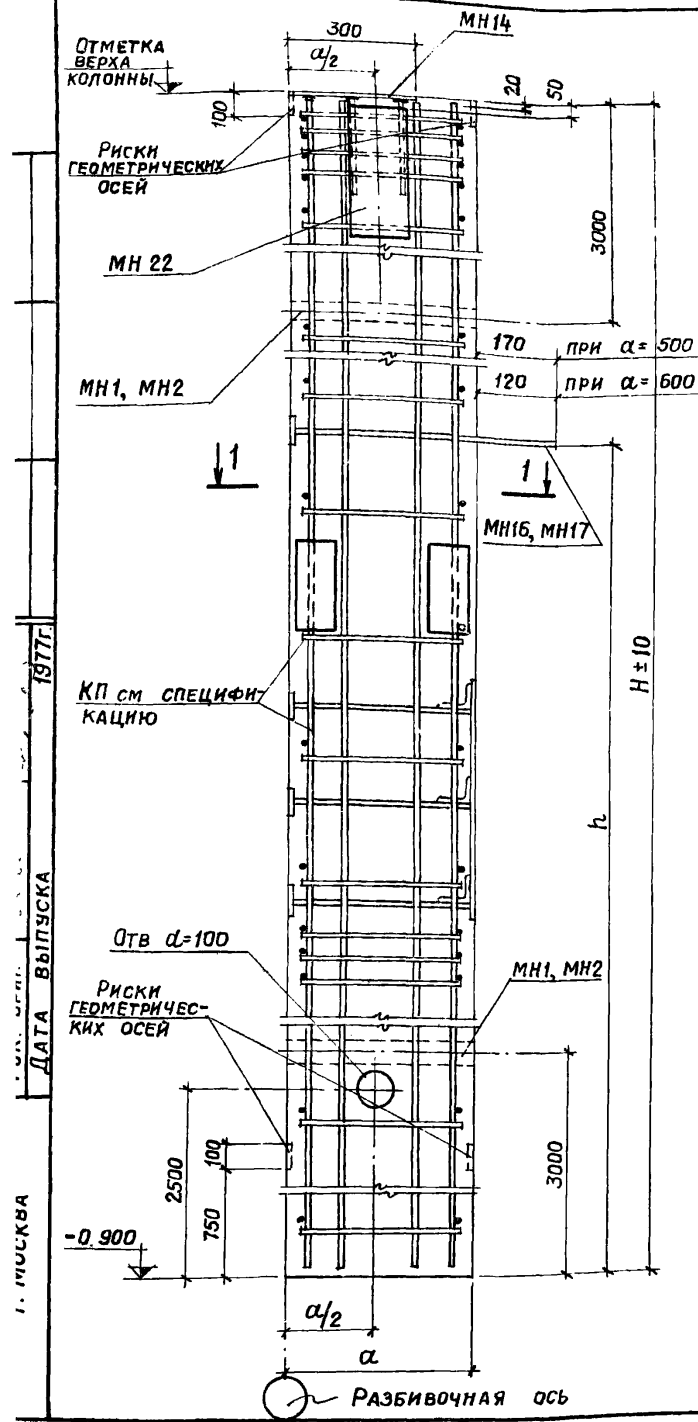 300
МН14
a/2
ОТМЕТКА
ВЕРХА
КОЛОННЫ
100
20
50
РИСКИ
ГЕОМЕТРИЧЕСКИХ
ОСЕЙ
МН 22
3000
МН1, МН2
170 ПРИ a=500
120 ПРИ a=600
1
1
МН16, МН17
H±10
1977г.
КП СМ СПЕЦИФИ-
КАЦИЮ
h
ДАТА ВЫПУСКА
ОТВ d=100
МН1, МН2
РИСКИ
ГЕОМЕТРИЧЕС-
КИХ ОСЕЙ
2500
100
750
3000
-0.900
Г. МОСКВА
a/2
a
РАЗБИВОЧНАЯ ОСЬ